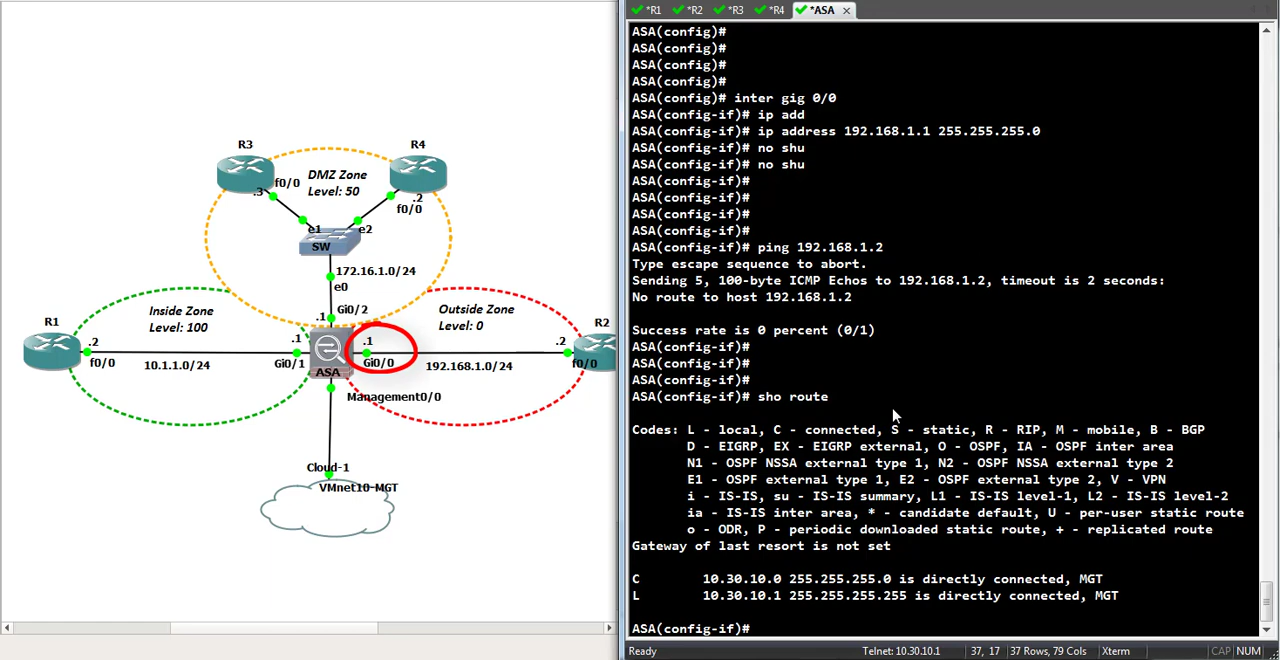 R3
R4
DMZ Zone
Level: 50
f0/0
.3
.2
f0/0
e1
e2
SW
172.16.1.0/24
e0
Inside Zone
Level: 100
Outside Zone
Level: 0
.1
Gi0/2
R1
R2
.2
.1
.1
.2
f0/0
10.1.1.0/24
Gi0/1
Gi0/0
192.168.1.0/24
f0/0
ASA
Management0/0
Cloud-1
VMnet10-MGT
*R1
*R2
*R3
*R4
*ASA
ASA(config)#
ASA(config)#
ASA(config)#
ASA(config)#
ASA(config)# inter gig 0/0
ASA(config-if)# ip add
ASA(config-if)# ip address 192.168.1.1 255.255.255.0
ASA(config-if)# no shu
ASA(config-if)# no shu
ASA(config-if)#
ASA(config-if)#
ASA(config-if)#
ASA(config-if)#
ASA(config-if)# ping 192.168.1.2
Type escape sequence to abort.
Sending 5, 100-byte ICMP Echos to 192.168.1.2, timeout is 2 seconds:
No route to host 192.168.1.2
Success rate is 0 percent (0/1)
ASA(config-if)#
ASA(config-if)#
ASA(config-if)#
ASA(config-if)# sho route
Codes: L - local, C - connected, S - static, R - RIP, M - mobile, B - BGP
D - EIGRP, EX - EIGRP external, O - OSPF, IA - OSPF inter area
N1 - OSPF NSSA external type 1, N2 - OSPF NSSA external type 2
E1 - OSPF external type 1, E2 - OSPF external type 2, V - VPN
i - IS-IS, su - IS-IS summary, L1 - IS-IS level-1, L2 - IS-IS level-2
ia - IS-IS inter area, * - candidate default, U - per-user static route
o - ODR, P - periodic downloaded static route, + - replicated route
Gateway of last resort is not set
C 10.30.10.0 255.255.255.0 is directly connected, MGT
L 10.30.10.1 255.255.255.255 is directly connected, MGT
ASA(config-if)#
Ready
Telnet: 10.30.10.1
37, 17
37 Rows, 79 Cols
Xterm
CAP
NUM